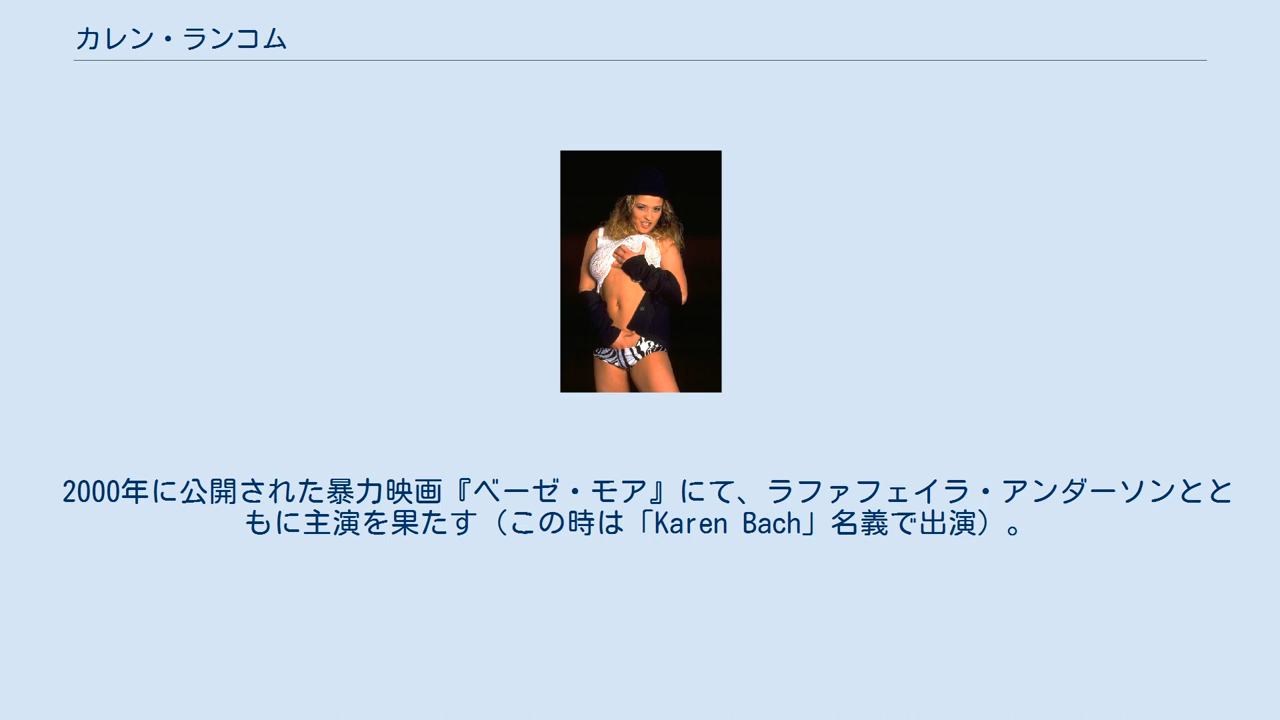 カレン・ランコム
2000年に公開された暴力映画『ベーゼ・モア』にて、ラファフェイラ・アンダーソンとと
もに主演を果たす（この時は「Karen Bach」名義で出演）。